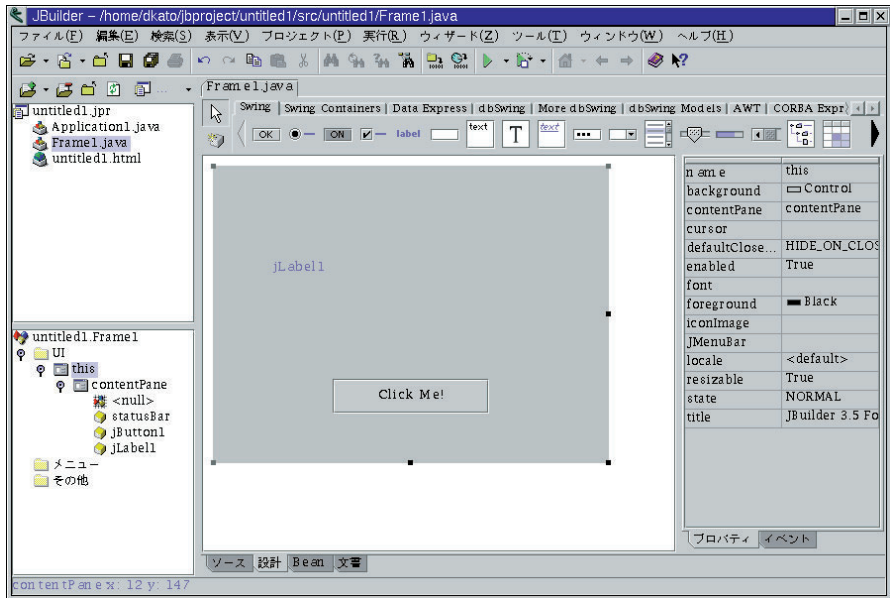 JBuilder – /home/dkato/jbproject/untitled1/src/untitled1/Frame1.java
ファイル(F) 編集(E) 検索(S) 表示(V) プロジェクト(P) 実行(R) ウィザード(Z) ツール(T) ウィンドウ(W) ヘルプ(H)
Frame1.java
untitled1.jpr
Application1.java
Frame1.java
untitled1.html
Swing | Swing Containers | Data Express | dbSwing | More dbSwing | dbSwing Models | AWT | CORBA Expr
OK ON label text T text
jLabel1
Click Me!
name this
background Control
contentPane contentPane
cursor
defaultClose... HIDE_ON_CLOS
enabled True
font
foreground Black
iconImage
JMenuBar
locale <default>
resizable True
state NORMAL
title JBuilder 3.5 Fo
プロパティ イベント
untitled1.Frame1
UI
this
contentPane
<null>
statusBar
jButton1
jLabel1
メニュー
その他
ソース 設計 Bean 文書
contentPane x: 12 y: 147